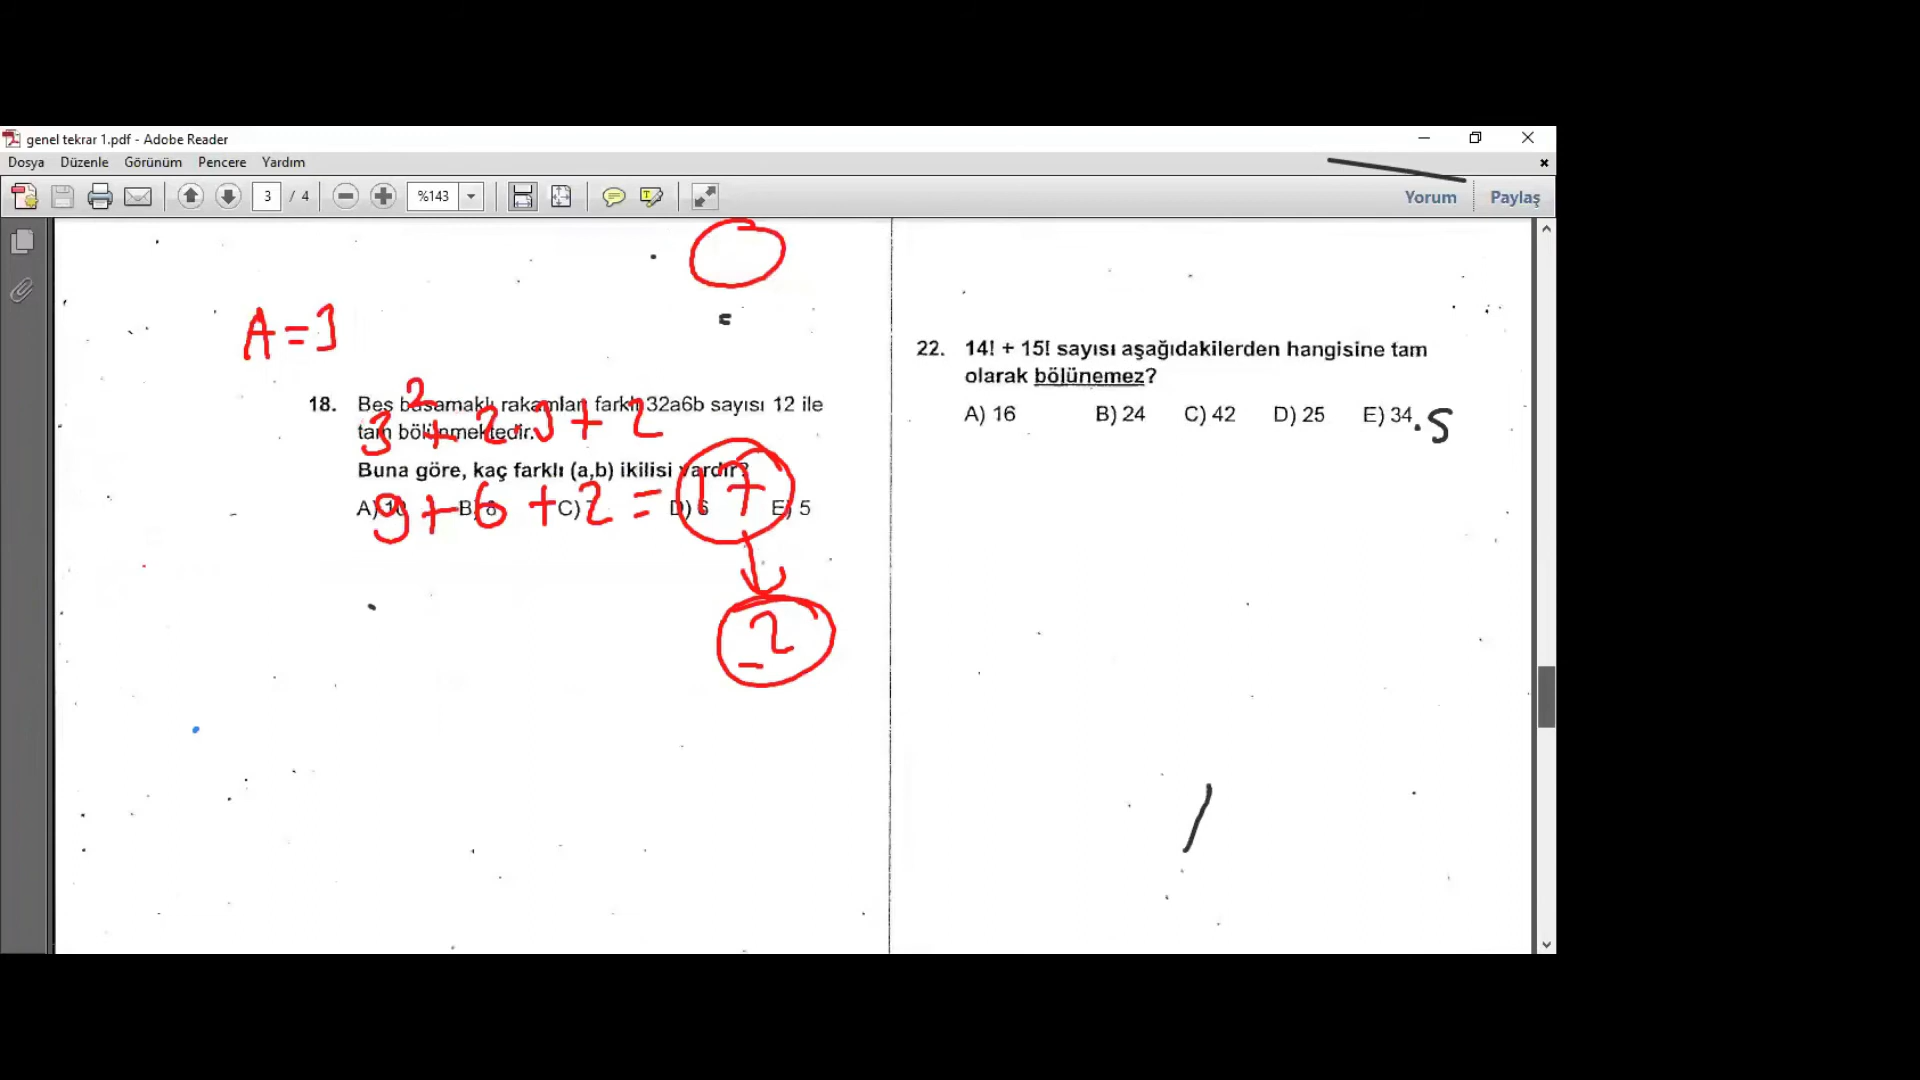 genel tekrar 1.pdf - Adobe Reader
Dosya Düzenle Görünüm Pencere Yardım
3 / 4 %143 Yorum Paylaş
A = 3
18. Beş basamaklı rakamları farklı 32a6b sayısı 12 ile
tam bölünmektedir.
3² + 2.3 + 2
Buna göre, kaç farklı (a,b) ikilisi vardır?
A) 10 B) 8 C) 7 D) 6 E) 5
9 + 6 + 2 = 17
2
22. 14! + 15! sayısı aşağıdakilerden hangisine tam
olarak bölünemez?
A) 16 B) 24 C) 42 D) 25 E) 34
.5